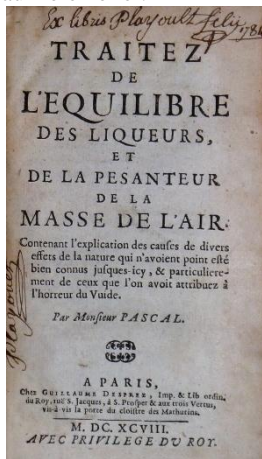 Ex libris Playoult felix 1784
TRAITEZ
DE
L'EQUILIBRE
DES LIQUEURS,
ET
DE LA PESANTEUR
DE LA
MASSE DE L'AIR.
Contenant l'explication des causes de divers
effets de la nature qui n'avoient point esté
bien connus jusques-icy, & particuliere-
ment de ceux que l'on avoit attribuez à
l'horreur du Vuide.
Par Monsieur PASCAL.
A PARIS,
Chez GUILLAUME DESPREZ, Imp. & Lib ordin.
du Roy, ruë S. Jacques, à S. Prosper & aux trois Vertus,
vis-à vis la porte du cloistre des Mathurins.
M. DC. XCVIII.
AVEC PRIVILEGE DU ROY.